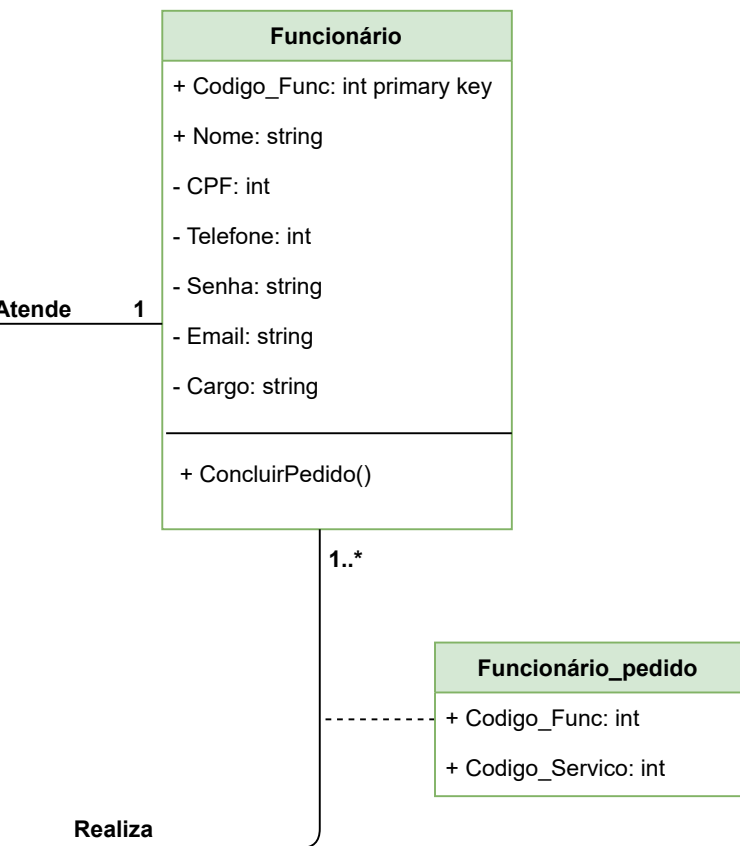 Funcionário
+ Codigo_Func: int primary key
+ Nome: string
- CPF: int
- Telefone: int
- Senha: string
- Email: string
- Cargo: string
+ ConcluirPedido()
Atende 1
1..*
Funcionário_pedido
+ Codigo_Func: int
+ Codigo_Servico: int
Realiza